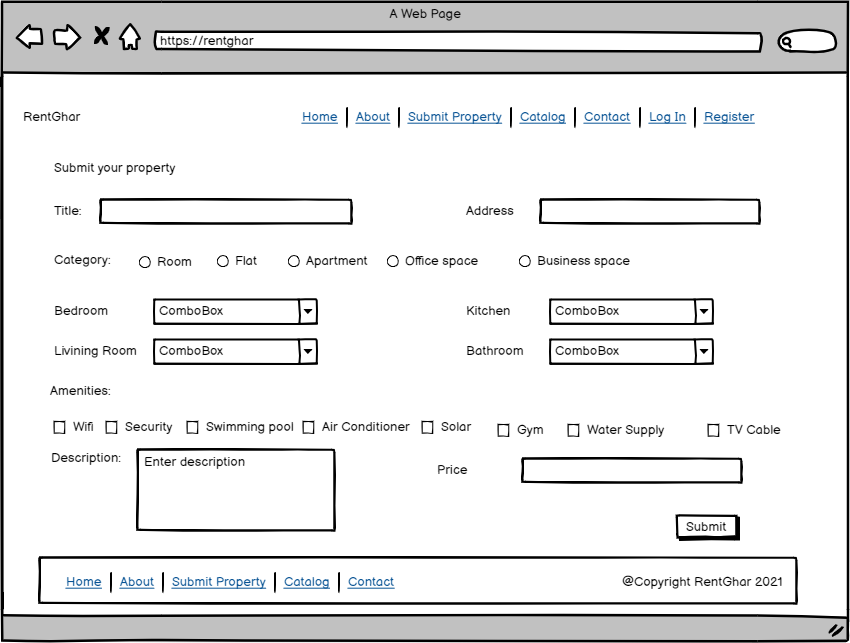 A Web Page
https://rentghar
RentGhar Home About Submit Property Catalog Contact Log In Register
Submit your property
Title: Address
Category: Room Flat Apartment Office space Business space
Bedroom ComboBox Kitchen ComboBox
Livining Room ComboBox Bathroom ComboBox
Amenities:
Wifi Security Swimming pool Air Conditioner Solar Gym Water Supply TV Cable
Description: Enter description Price
Submit
Home About Submit Property Catalog Contact @Copyright RentGhar 2021